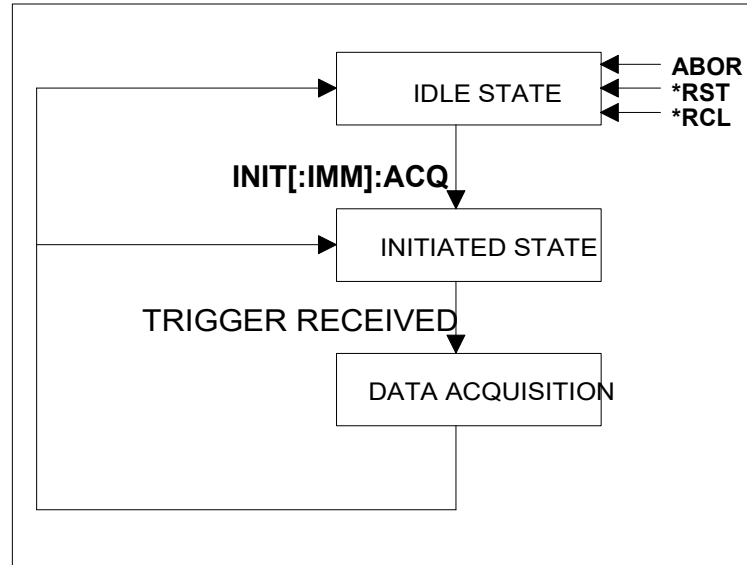 ABOR
IDLE STATE
*RST
*RCL
INIT[:IMM]:ACQ
INITIATED STATE
TRIGGER RECEIVED
DATA ACQUISITION